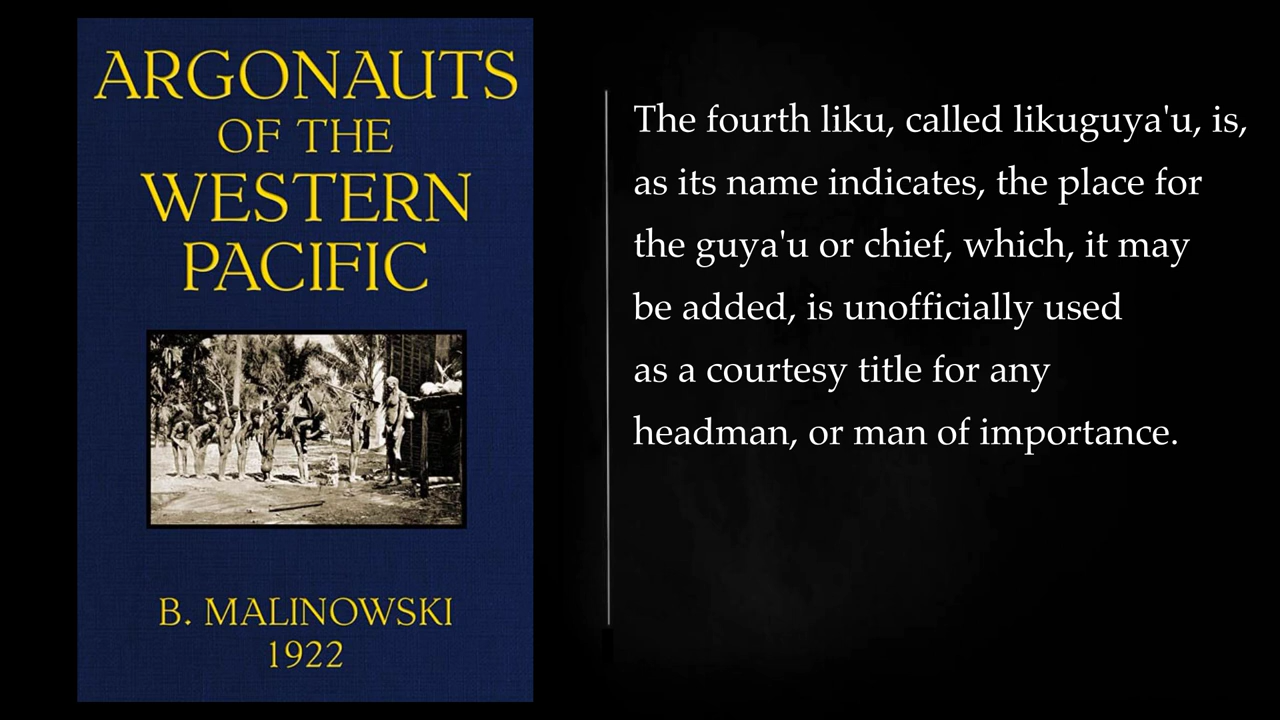 ARGONAUTS
OF THE
WESTERN
PACIFIC
B. MALINOWSKI
1922
The fourth liku, called likuguya'u, is,
as its name indicates, the place for
the guya'u or chief, which, it may
be added, is unofficially used
as a courtesy title for any
headman, or man of importance.